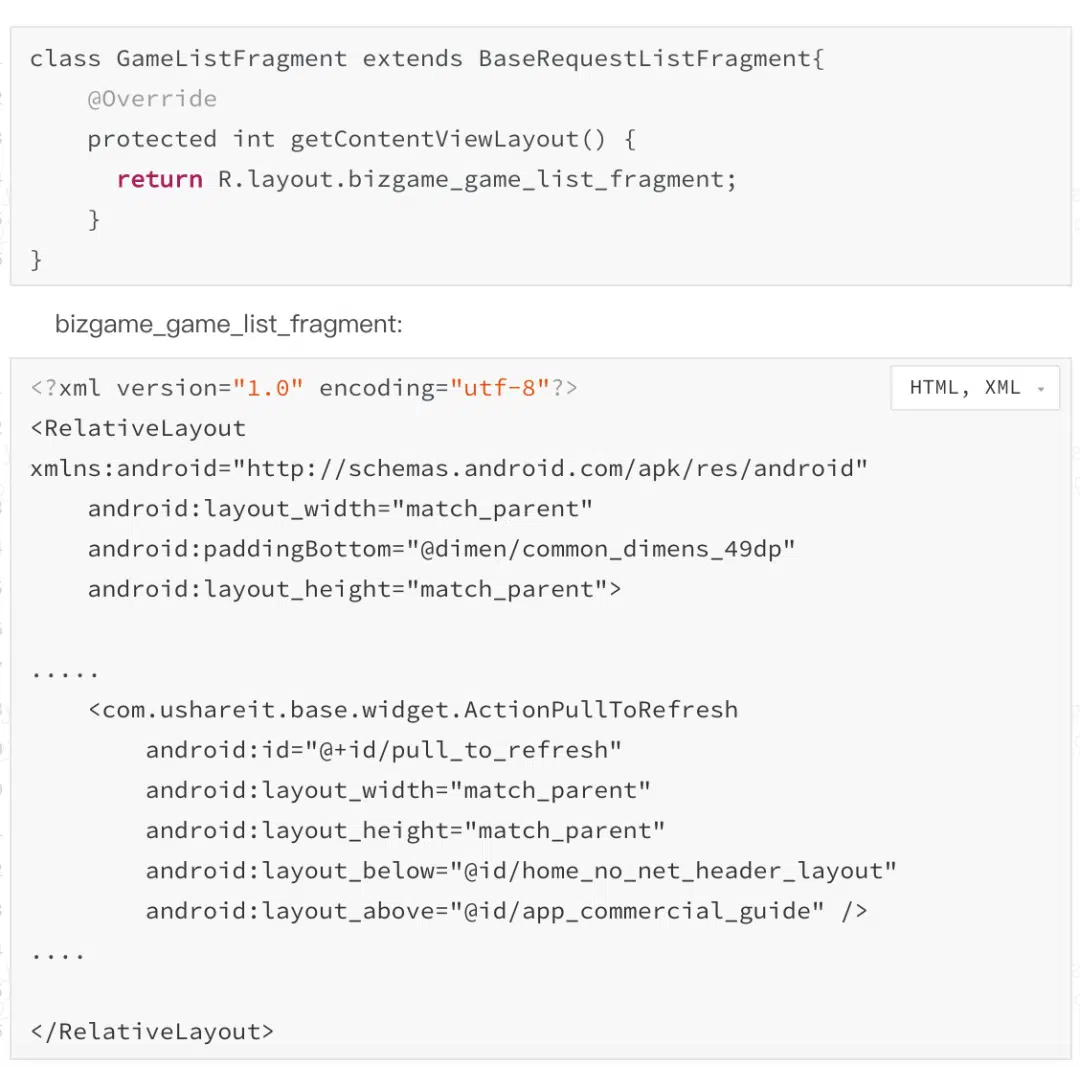 class GameListFragment extends BaseRequestListFragment{
    @Override
    protected int getContentViewLayout() {
      return R.layout.bizgame_game_list_fragment;
    }
}
bizgame_game_list_fragment:
<?xml version="1.0" encoding="utf-8"?>
HTML, XML
<RelativeLayout
xmlns:android="http://schemas.android.com/apk/res/android"
    android:layout_width="match_parent"
    android:paddingBottom="@dimen/common_dimens_49dp"
    android:layout_height="match_parent">
.....
    <com.ushareit.base.widget.ActionPullToRefresh
        android:id="@+id/pull_to_refresh"
        android:layout_width="match_parent"
        android:layout_height="match_parent"
        android:layout_below="@id/home_no_net_header_layout"
        android:layout_above="@id/app_commercial_guide" />
....
</RelativeLayout>